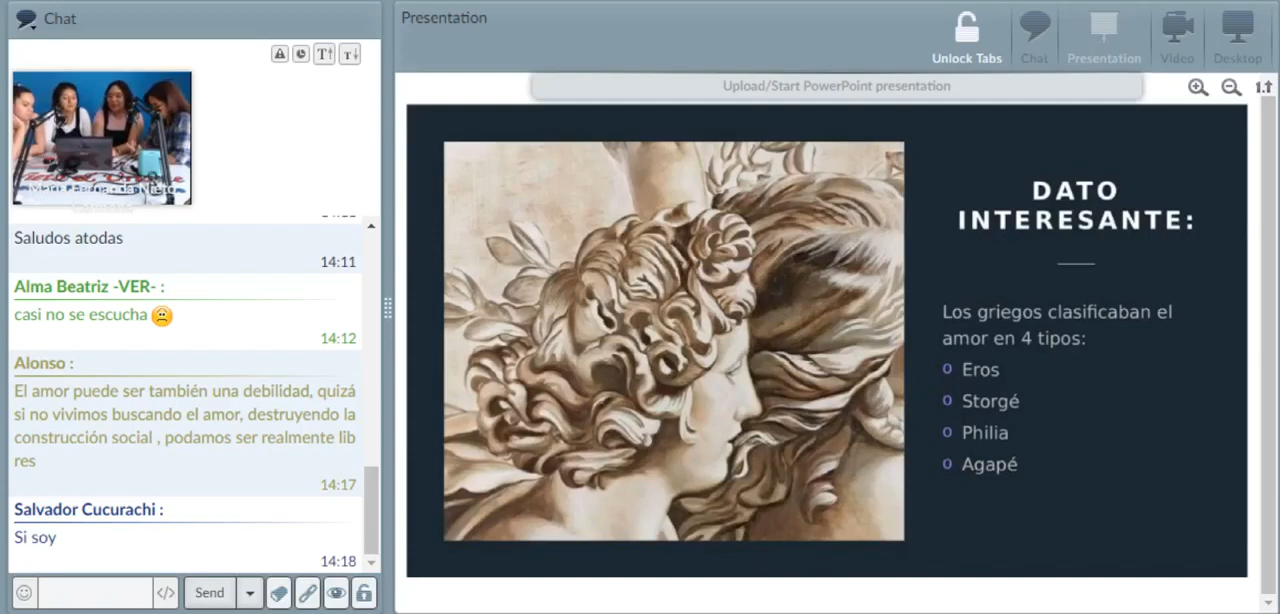 Chat
Saludos atodas
14:11
Alma Beatriz -VER- :
casi no se escucha
14:12
Alonso :
El amor puede ser también una debilidad, quizá
si no vivimos buscando el amor, destruyendo la
construcción social , podamos ser realmente lib
res
14:17
Salvador Cucurachi :
Si soy
14:18
Send
Presentation
Unlock Tabs
Chat
Presentation
Video
Desktop
Upload/Start PowerPoint presentation
DATO
INTERESANTE:
Los griegos clasificaban el
amor en 4 tipos:
o Eros
o Storgé
o Philia
o Agapé